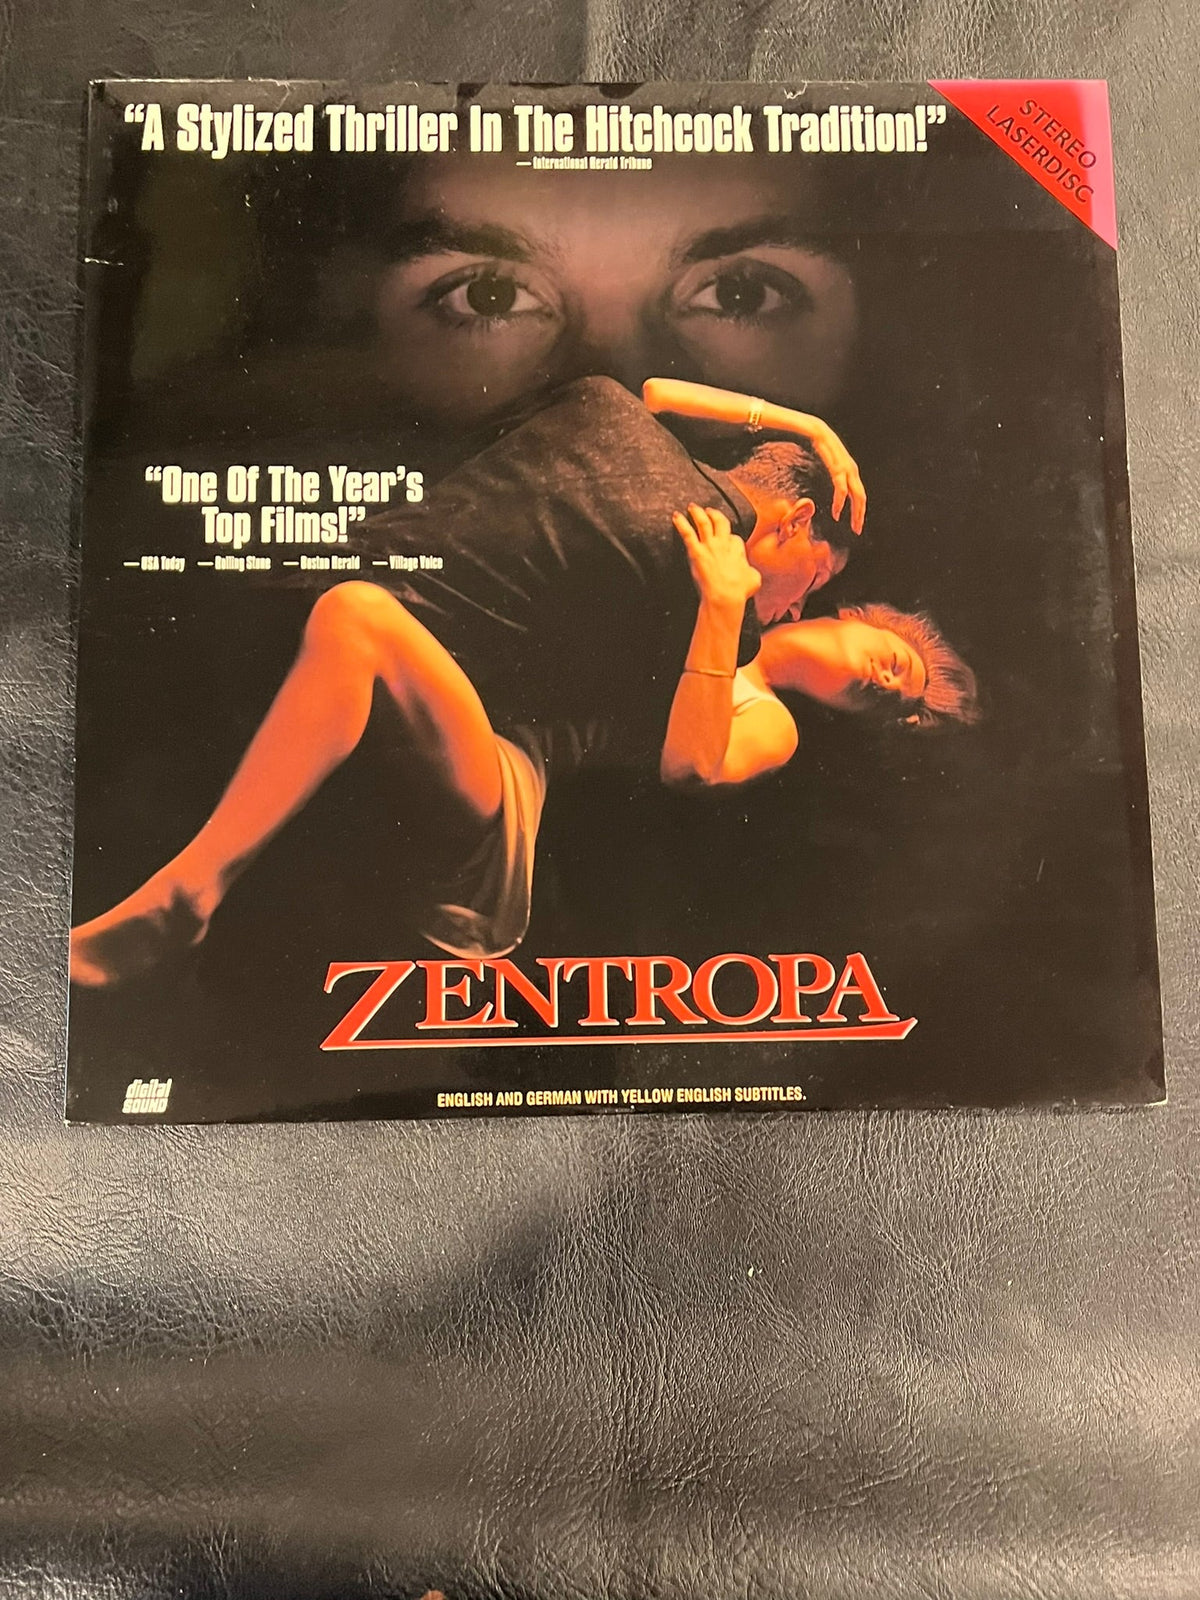 “A Stylized Thriller In The Hitchcock Tradition!”
—International Herald Tribune
STEREO
LASERDISC
“One Of The Year’s
Top Films!”
—USA Today —Rolling Stone —Boston Herald —Village Voice
ZENTROPA
digital
SOUND
ENGLISH AND GERMAN WITH YELLOW ENGLISH SUBTITLES.